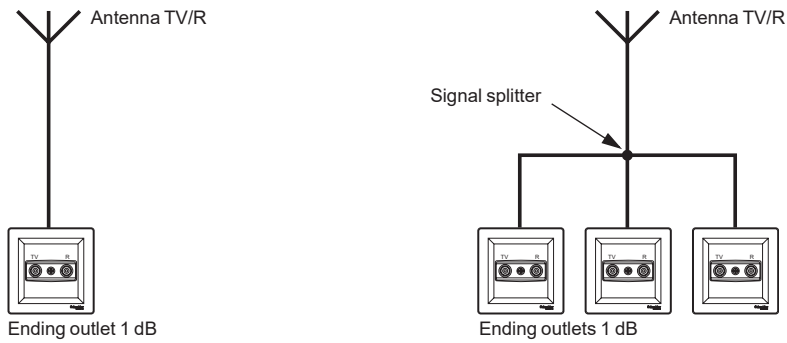 Antenna TV/R
Antenna TV/R
Signal splitter
TV R
TV R
TV R
TV R
Ending outlet 1 dB
Ending outlets 1 dB